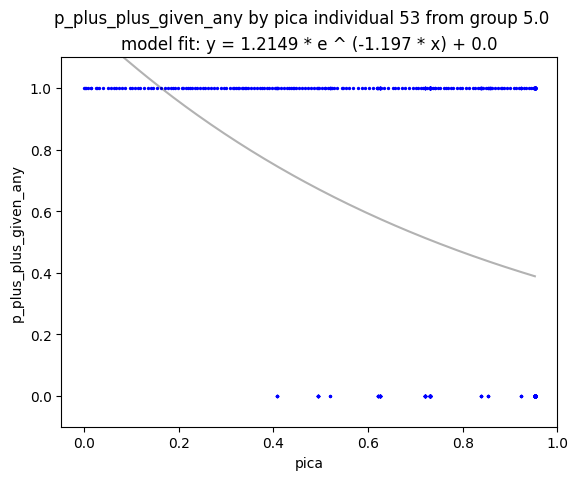 p_plus_plus_given_any by pica individual 53 from group 5.0
model fit: y = 1.2149 * e ^ (-1.197 * x) + 0.0
p_plus_plus_given_any
1.0
0.8
0.6
0.4
0.2
0.0
0.0 0.2 0.4 0.6 0.8 1.0
pica